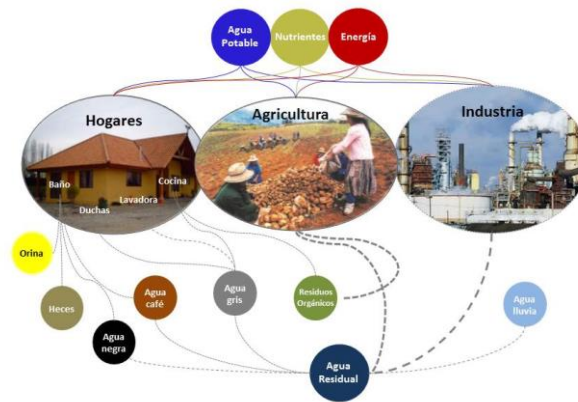 Agua
Potable
Nutrientes
Energía
Hogares
Agricultura
Industria
Baño
Cocina
Lavadora
Duchas
Orina
Heces
Agua
negra
Agua
café
Agua
gris
Residuos
Orgánicos
Agua
lluvia
Agua
Residual